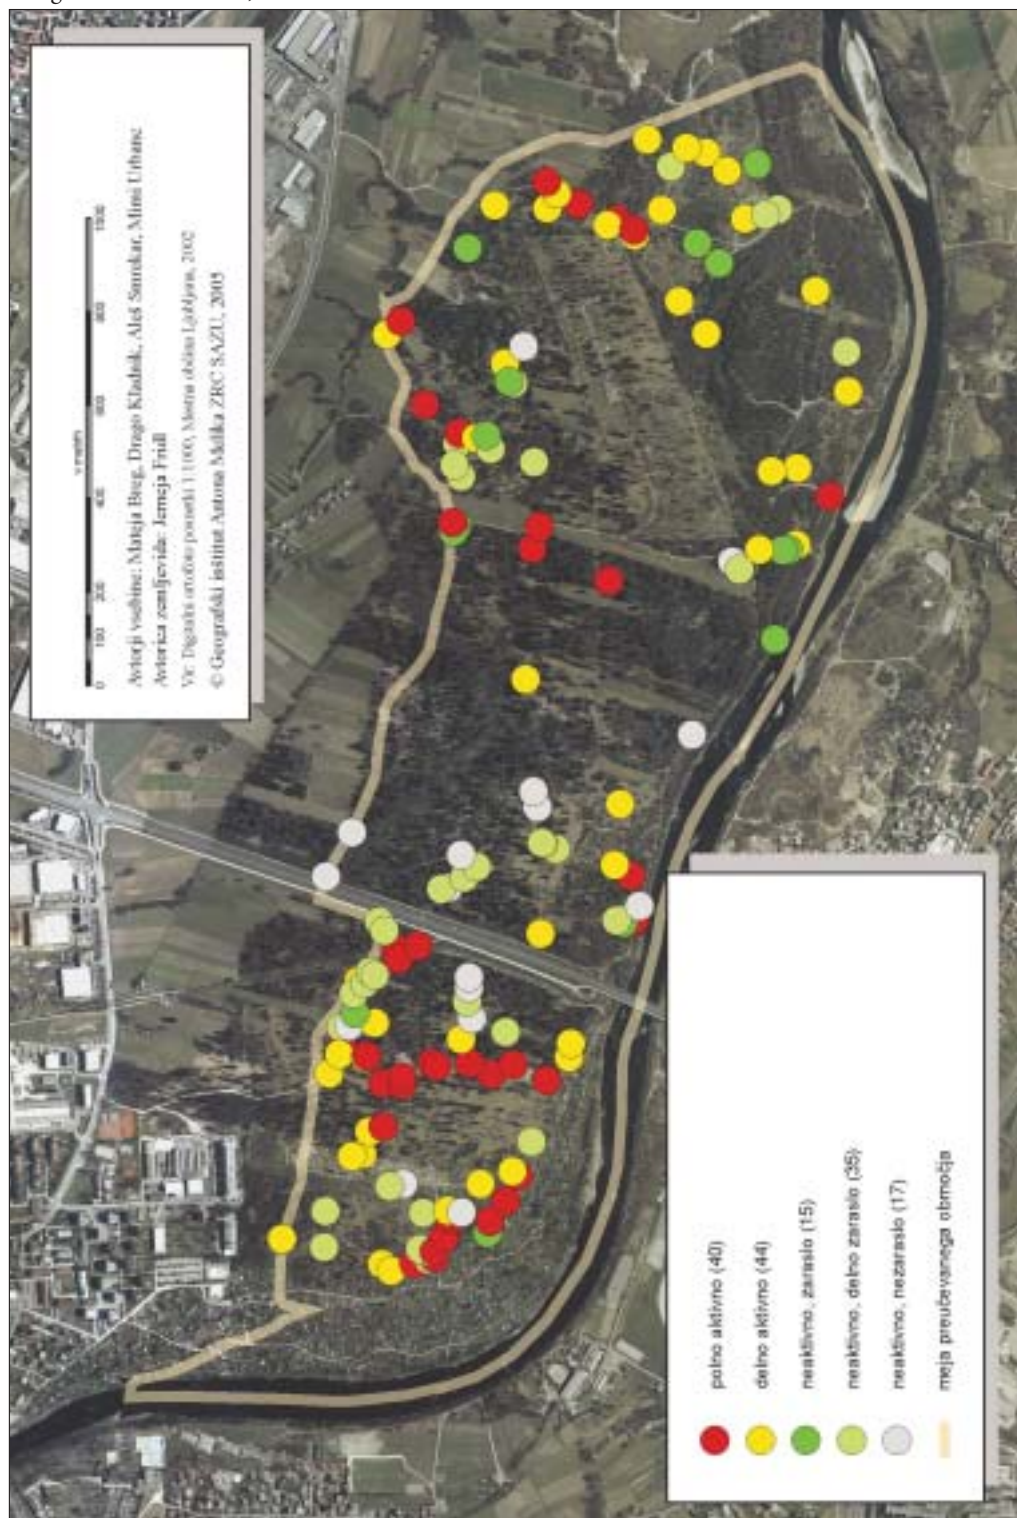 v metrih
0 100 200 400 600 800 1000
Avtorji vsebine: Mateja Breg, Drago Kladnik, Aleš Smrekar, Mimi Urbanc
Avtorica zemljevida: Jerneja Fridl
Vir: Digitalni ortofoto posnetki 1:1000, Mestna občina Ljubljana, 2002
© Geografski inštitut Antona Melika ZRC SAZU, 2005
polno aktivno (40)
delno aktivno (44)
neaktivno, zaraslo (15)
neaktivno, delno zaraslo (35)
neaktivno, nezaraslo (17)
meja preučevanega območja